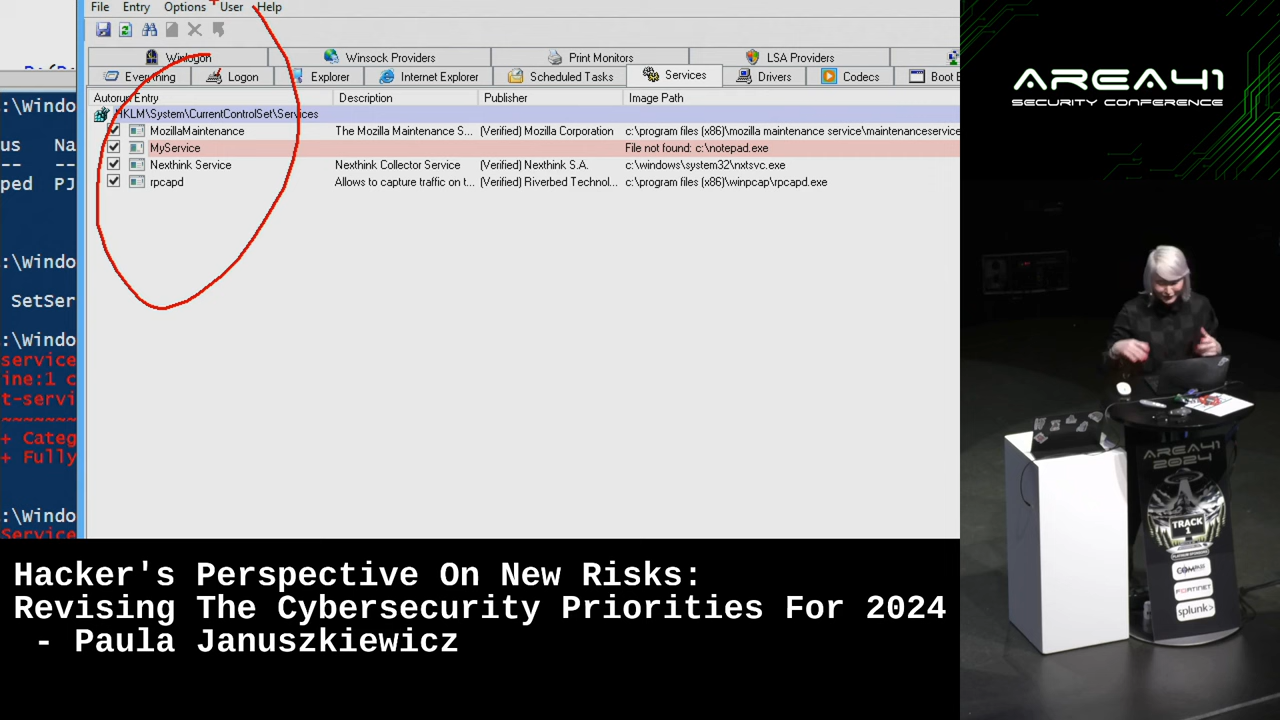 File Entry Options User Help
Winlogon Winsock Providers Print Monitors LSA Providers
Everything Logon Explorer Internet Explorer Scheduled Tasks Services Drivers Codecs Boot E
Autorun Entry Description Publisher Image Path
HKLM\System\CurrentControlSet\Services
MozillaMaintenance The Mozilla Maintenance S... (Verified) Mozilla Corporation c:\program files (x86)\mozilla maintenance service\maintenanceservice
MyService File not found: c:\notepad.exe
Nexthink Service Nexthink Collector Service (Verified) Nexthink S.A. c:\windows\system32\nxtsvc.exe
rpcapd Allows to capture traffic on t... (Verified) Riverbed Technol... c:\program files (x86)\winpcap\rpcapd.exe
:\Windo
us Na
-- --
ped PJ
:\Windo
SetSer
:\Windo
service
ine:1 c
t-servi
~~~~~~~
+ Categ
+ Fully
:\Windo
Service
AREA41
SECURITY CONFERENCE
AREA41
2024
TRACK
1
COMPASS
FORTINET
splunk>
Hacker's Perspective On New Risks:
Revising The Cybersecurity Priorities For 2024
- Paula Januszkiewicz